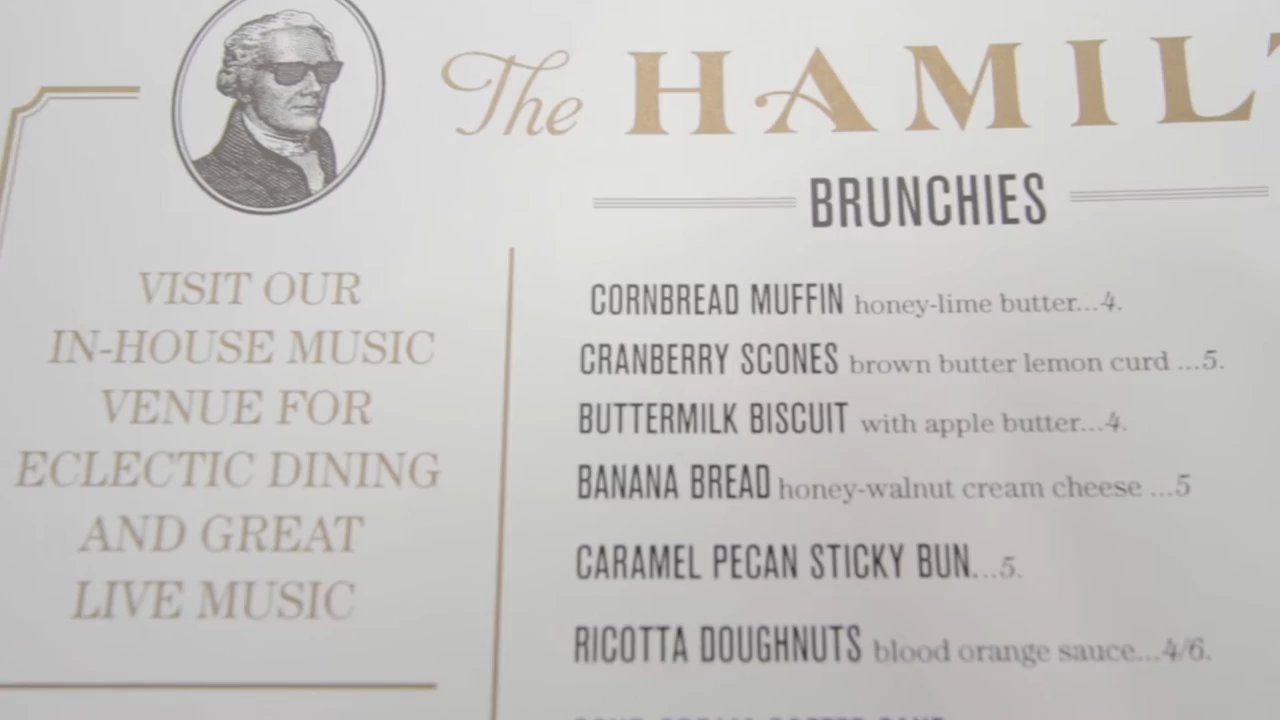 The HAMIL
BRUNCHIES
VISIT OUR
IN-HOUSE MUSIC
VENUE FOR
ECLECTIC DINING
AND GREAT
LIVE MUSIC
CORNBREAD MUFFIN honey-lime butter...4.
CRANBERRY SCONES brown butter lemon curd ...5.
BUTTERMILK BISCUIT with apple butter...4.
BANANA BREAD honey-walnut cream cheese ...5
CARAMEL PECAN STICKY BUN...5.
RICOTTA DOUGHNUTS blood orange sauce...4/6.